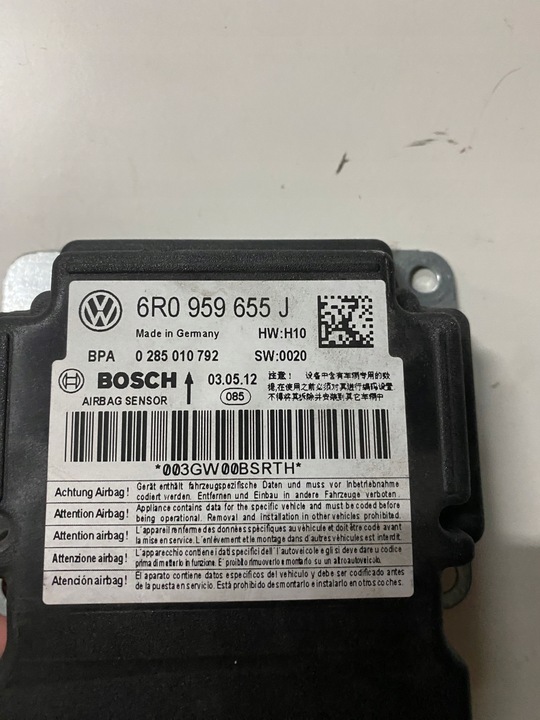 6R0 959 655 J
Made in Germany HW:H10
BPA 0 285 010 792 SW:0020
BOSCH 03.05.12
AIRBAG SENSOR 085
注意! 设备中含有车辆专用的数
据,在使用之前必须对其进行编码设置
不得将其拆除并安装到其它车辆中
*003GW00BSRTH*
Achtung Airbag! Gerät enthält fahrzeugspezifische Daten und muss vor Inbetriebnahme
codiert werden. Entfernen und Einbau in andere Fahrzeuge verboten.
Attention Airbag! Appliance contains data for the specific vehicle and must be coded before
being operational. Removal and Installation in other vehicles prohibited.
Attention airbag! L'appareil renferme des données spécifiques au véhicule et doit être codé avant
la mise en service. L'enlèvement et le montage dans d'autres véhicules est interdit.
Attenzione airbag! L'apparecchio contiene i dati specifici dell'autoveicolo e gli si deve dare u codice
prima di metterlo in funzione. E' proibito rimuoverlo e montarlo su altro autoveicolo.
Atención airbag! El aparato contiene datos específicos del vehículo y debe ser codificado antes
de la puesta en servicio. Está prohibido desmontarlo e instalarlo en otros coches.